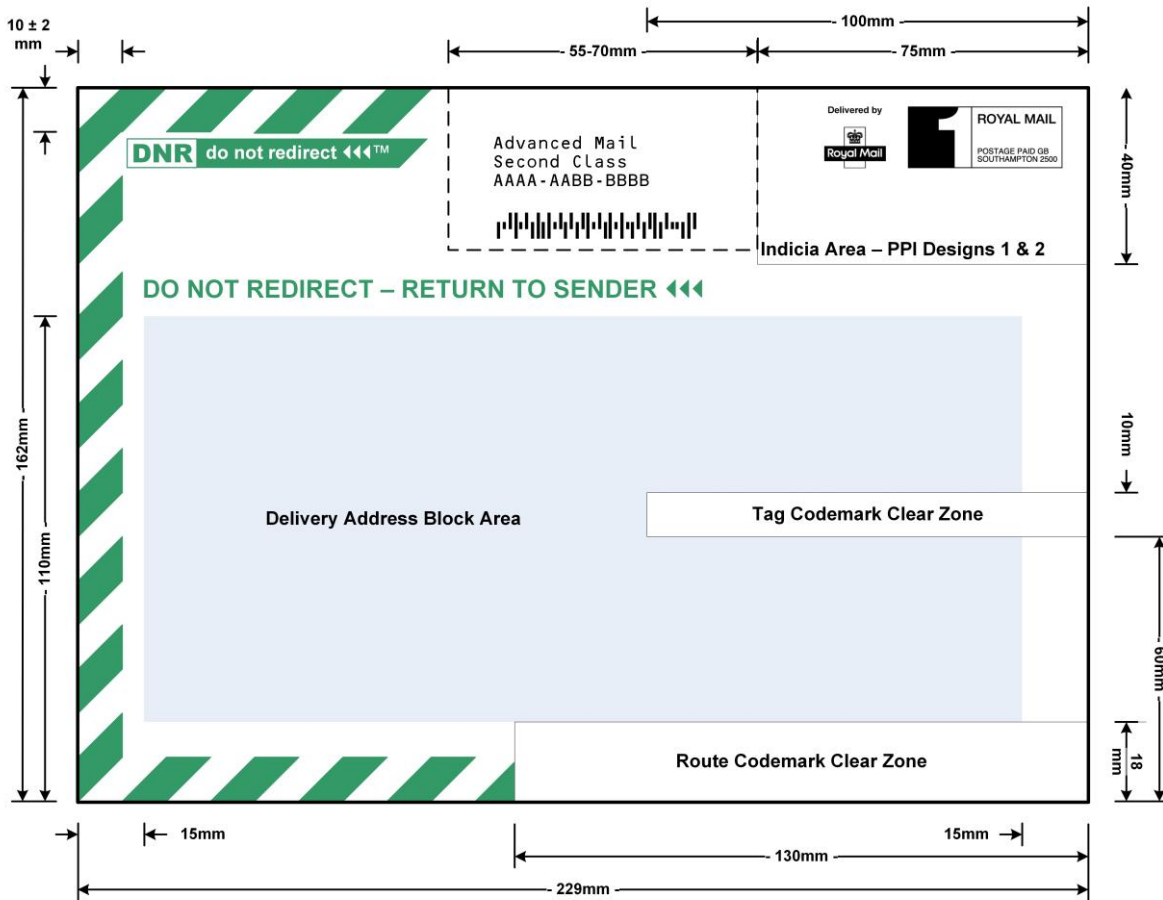 10 ± 2
mm
- 100mm -
- 55-70mm -
- 75mm -
Delivered by
Royal Mail
1
ROYAL MAIL
POSTAGE PAID GB
SOUTHAMPTON 2500
DNR do not redirect ™
Advanced Mail
Second Class
AAAA-AABB-BBBB
- 40mm -
Indicia Area – PPI Designs 1 & 2
DO NOT REDIRECT – RETURN TO SENDER
- 162mm -
- 110mm -
10mm
Delivery Address Block Area
Tag Codemark Clear Zone
- 60mm -
Route Codemark Clear Zone
18
mm
15mm
15mm
- 130mm -
- 229mm -